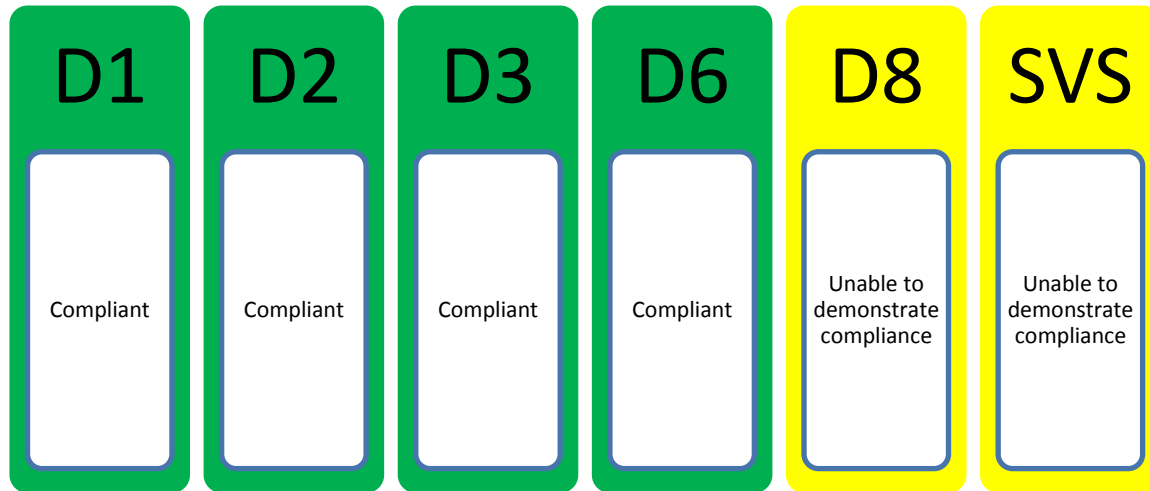 D1
Compliant
D2
Compliant
D3
Compliant
D6
Compliant
D8
Unable to
demonstrate
compliance
SVS
Unable to
demonstrate
compliance